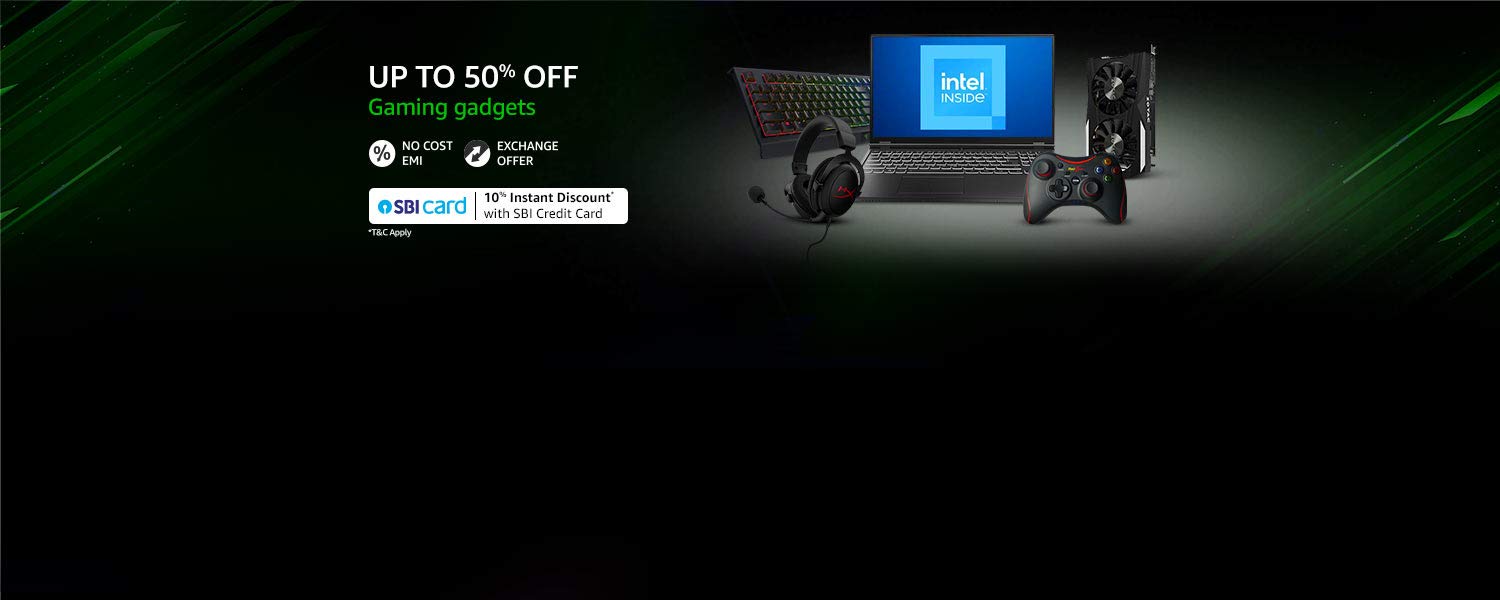 UP TO 50% OFF
Gaming gadgets
% NO COST EMI
EXCHANGE OFFER
SBI card
10% Instant Discount*
with SBI Credit Card
*T&C Apply
intel
INSIDE